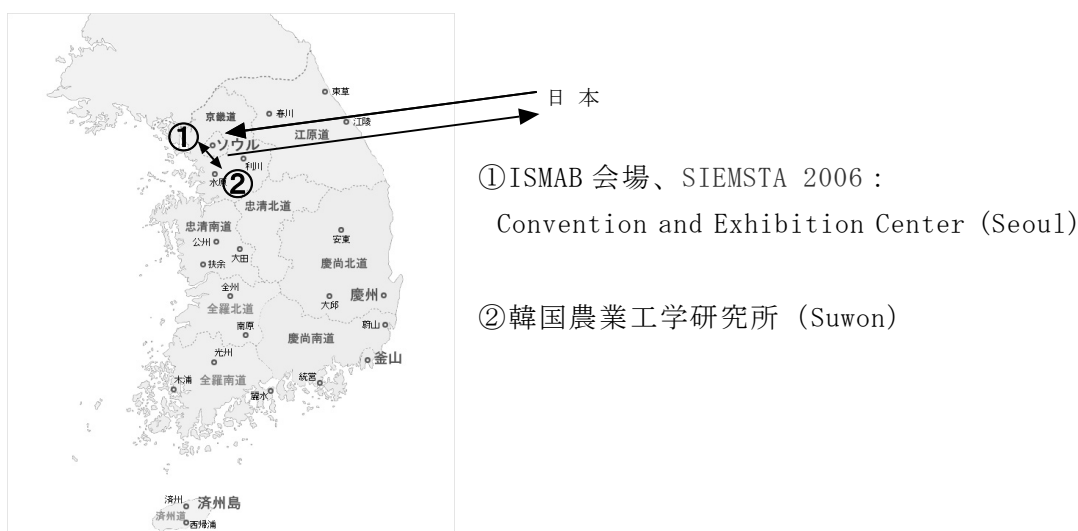 東草
春川
京畿道
江陵
江原道
①
ソウル
利川
水原
②
忠清北道
忠清南道
公州
安東
大田
扶余
慶尚北道
全州
大邱
慶州
全羅北道
南原
蔚山
慶尚南道
光州
釜山
木浦
全羅南道
統営
麗水
済州
済州島
済州道
西帰浦
日本
①ISMAB 会場、SIEMSTA 2006:
Convention and Exhibition Center (Seoul)
②韓国農業工学研究所 (Suwon)